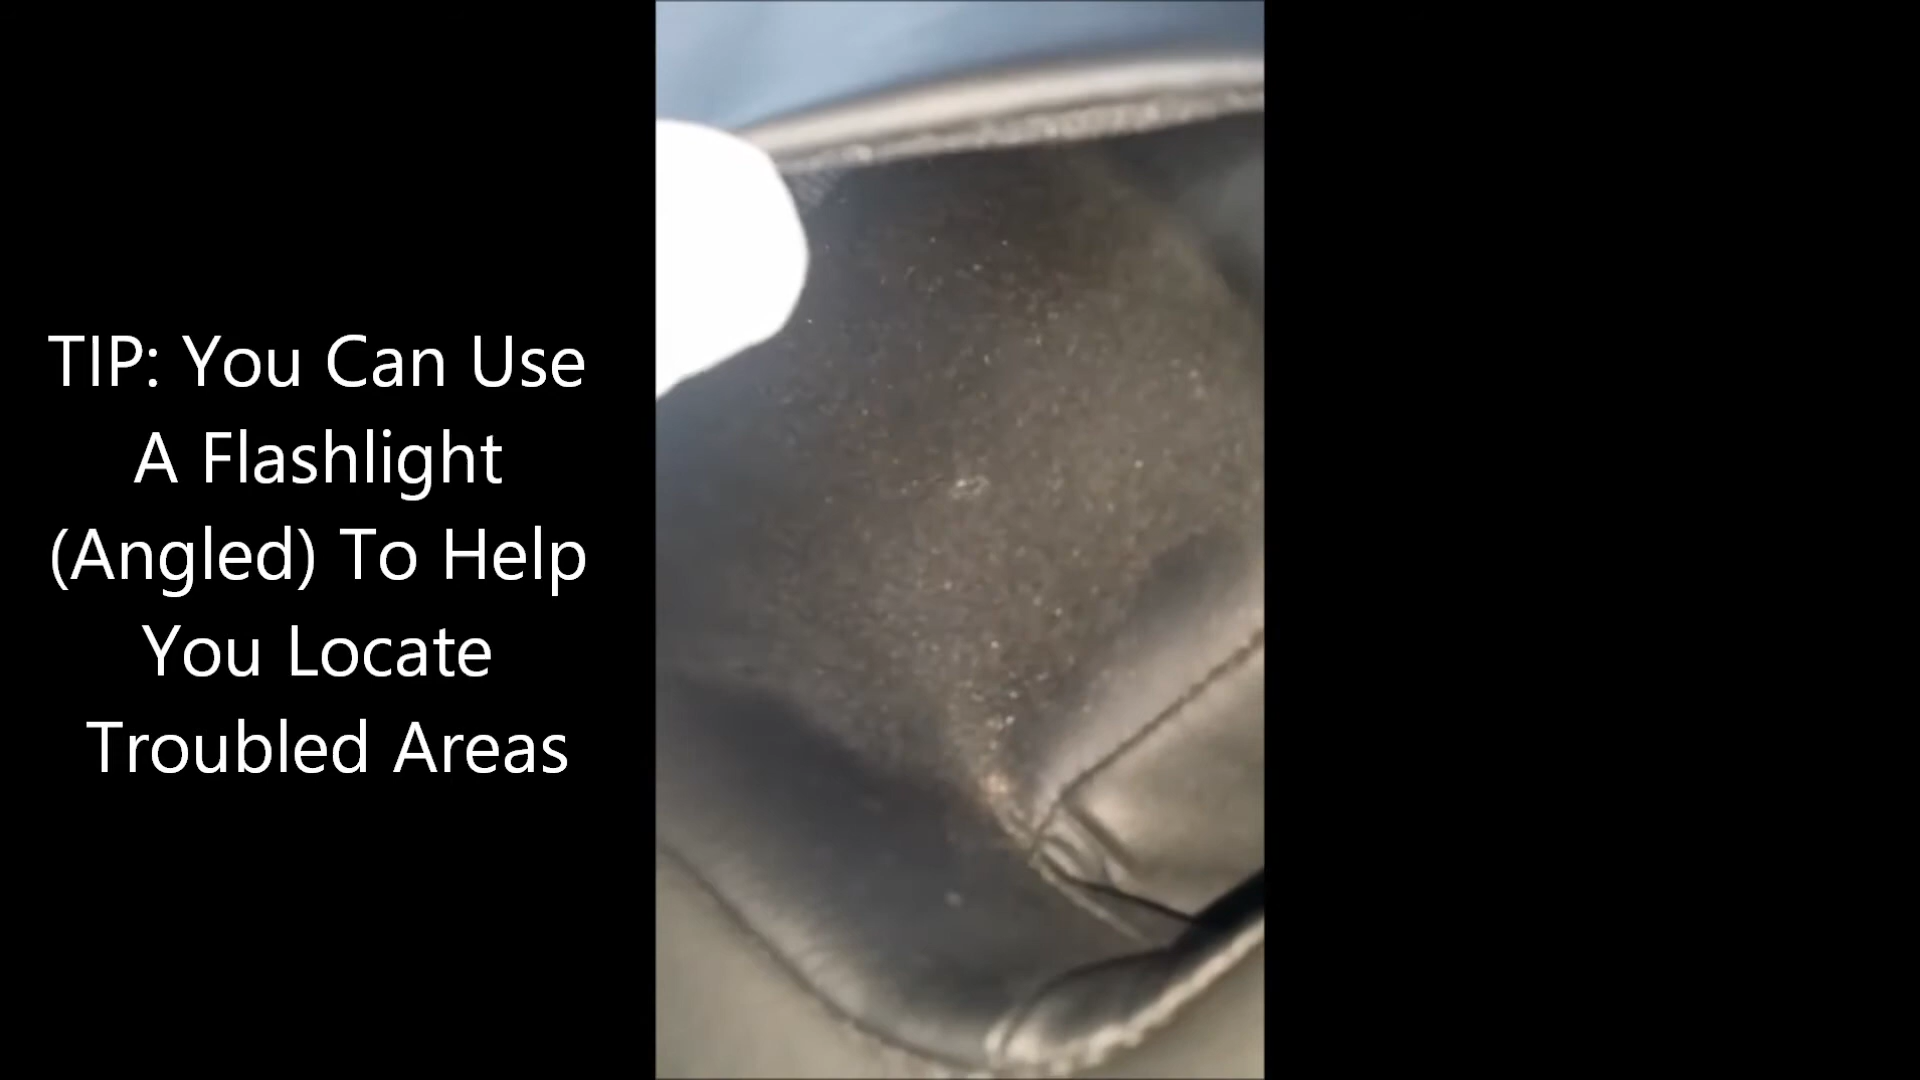 TIP: You Can Use
A Flashlight
(Angled) To Help
You Locate
Troubled Areas